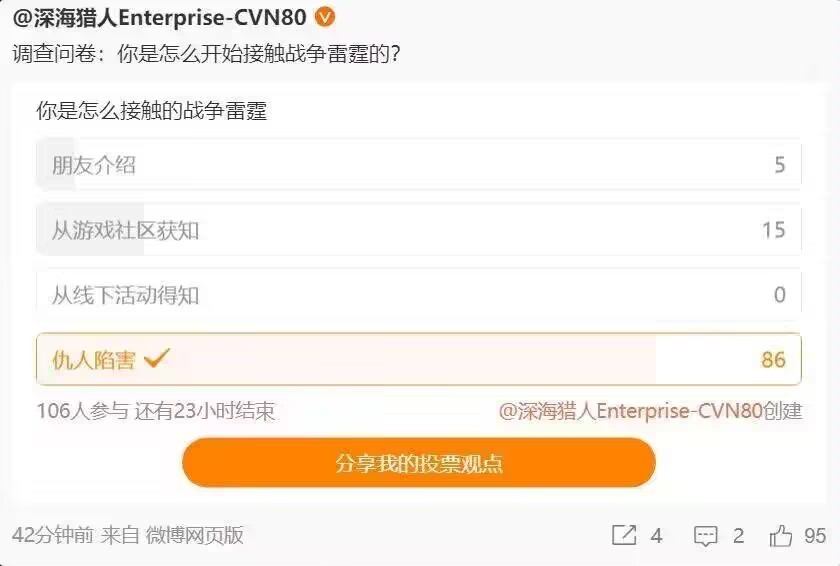 @深海猎人Enterprise-CVN80
调查问卷：你是怎么开始接触战争雷霆的？
你是怎么接触的战争雷霆
朋友介绍 5
从游戏社区获知 15
从线下活动得知 0
仇人陷害 86
106人参与 还有23小时结束 @深海猎人Enterprise-CVN80创建
分享我的投票观点
42分钟前 来自 微博网页版 4 2 95